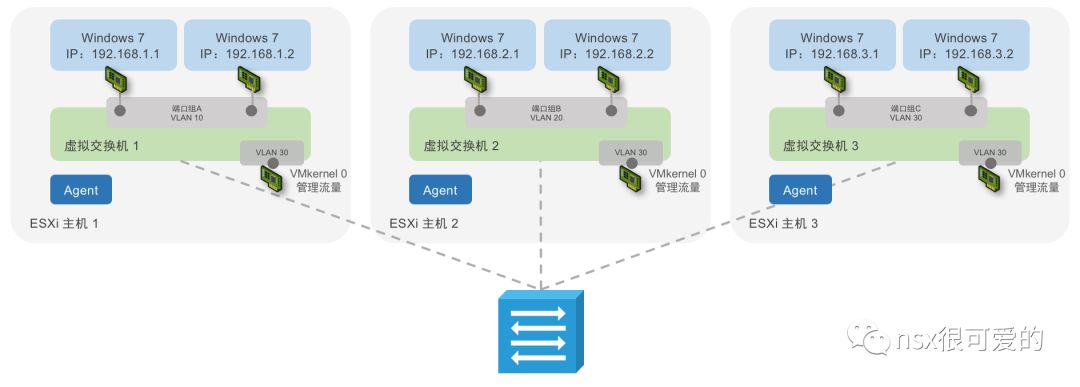 Windows 7
IP：192.168.1.1
Windows 7
IP：192.168.1.2
端口组A
VLAN 10
虚拟交换机 1
VLAN 30
VMkernel 0
管理流量
Agent
ESXi 主机 1
Windows 7
IP：192.168.2.1
Windows 7
IP：192.168.2.2
端口组B
VLAN 20
虚拟交换机 2
VLAN 30
VMkernel 0
管理流量
Agent
ESXi 主机 2
Windows 7
IP：192.168.3.1
Windows 7
IP：192.168.3.2
端口组C
VLAN 30
虚拟交换机 3
VLAN 30
VMkernel 0
管理流量
Agent
ESXi 主机 3
nsx很可爱的